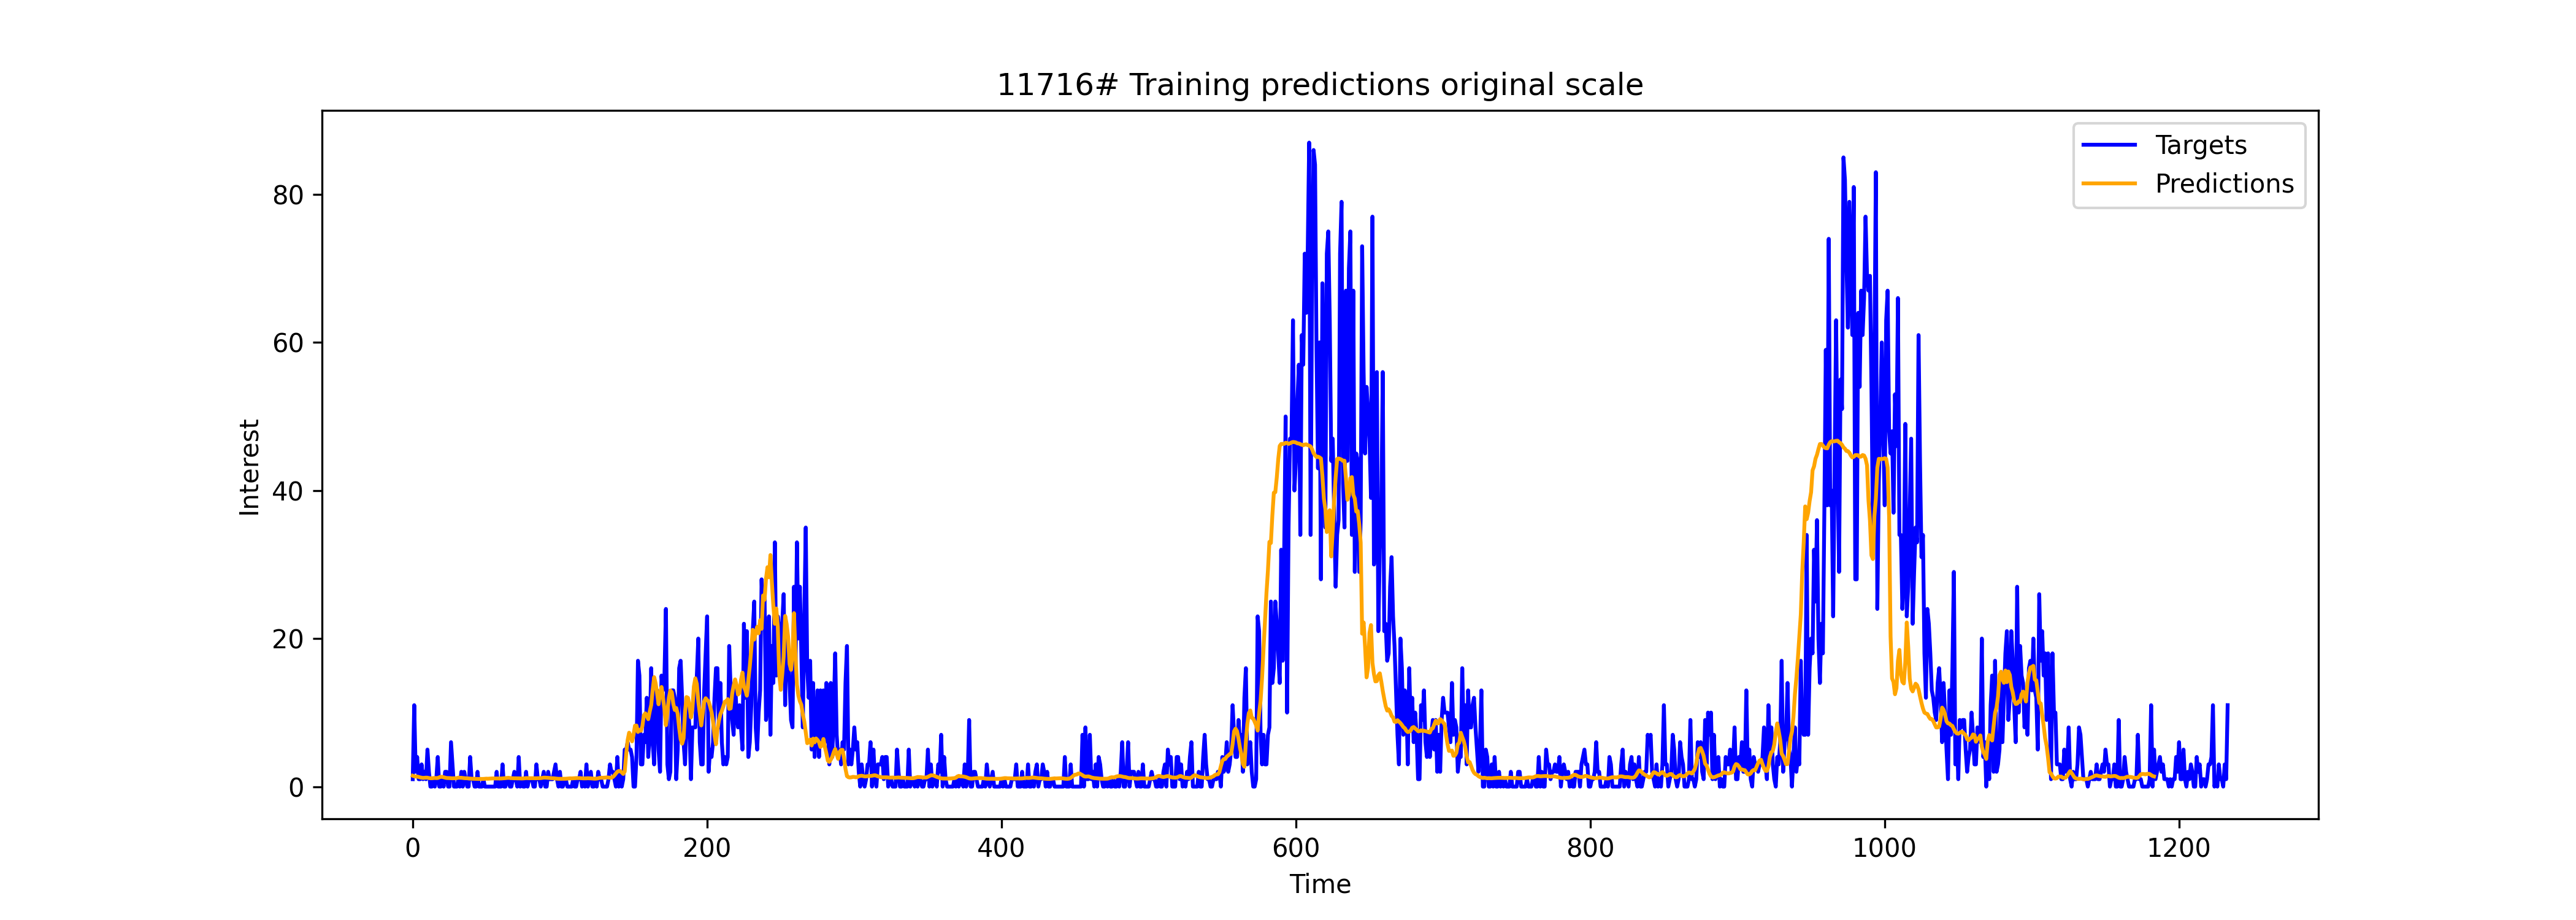 11716# Training predictions original scale
Targets
Predictions
80
60
40
20
0
Interest
0 200 400 600 800 1000 1200
Time